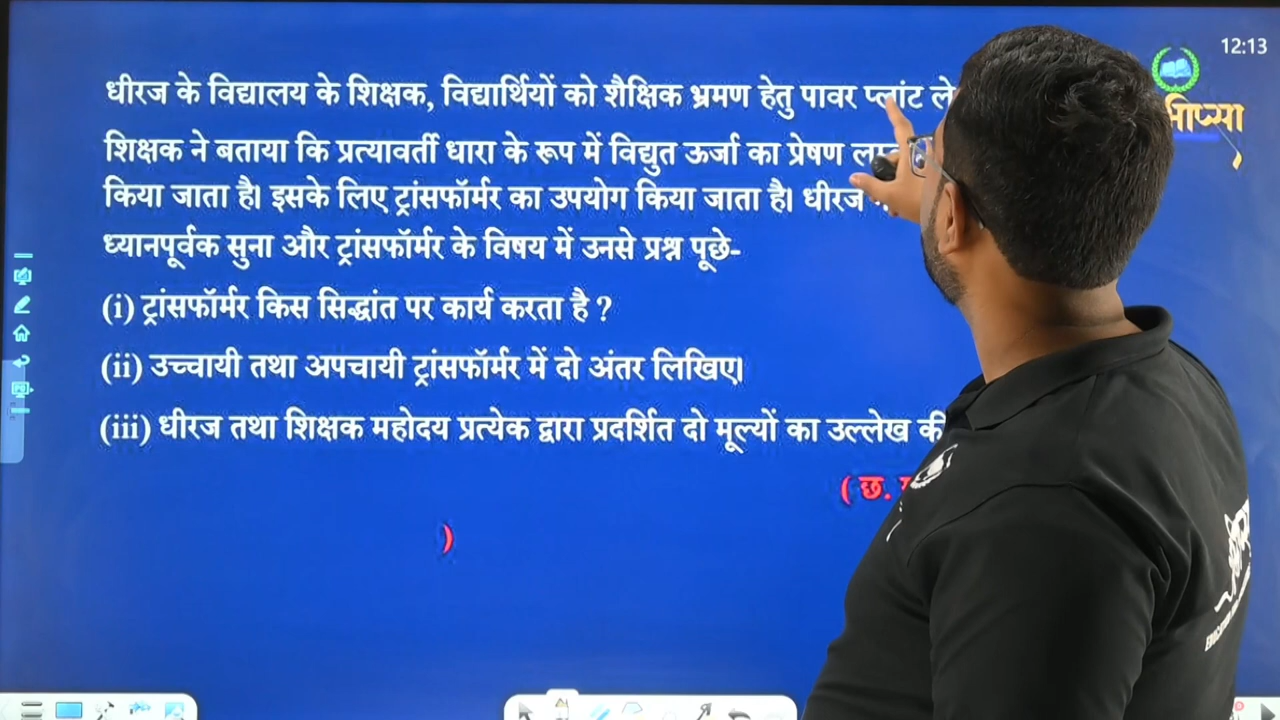 12:13
धीरज के विद्यालय के शिक्षक, विद्यार्थियों को शैक्षिक भ्रमण हेतु पावर प्लांट ले
शिक्षक ने बताया कि प्रत्यावर्ती धारा के रूप में विद्युत ऊर्जा का प्रेषण
किया जाता है। इसके लिए ट्रांसफॉर्मर का उपयोग किया जाता है। धीरज
ध्यानपूर्वक सुना और ट्रांसफॉर्मर के विषय में उनसे प्रश्न पूछे-
(i) ट्रांसफॉर्मर किस सिद्धांत पर कार्य करता है ?
(ii) उच्चायी तथा अपचायी ट्रांसफॉर्मर में दो अंतर लिखिए।
(iii) धीरज तथा शिक्षक महोदय प्रत्येक द्वारा प्रदर्शित दो मूल्यों का उल्लेख
( छ.
)